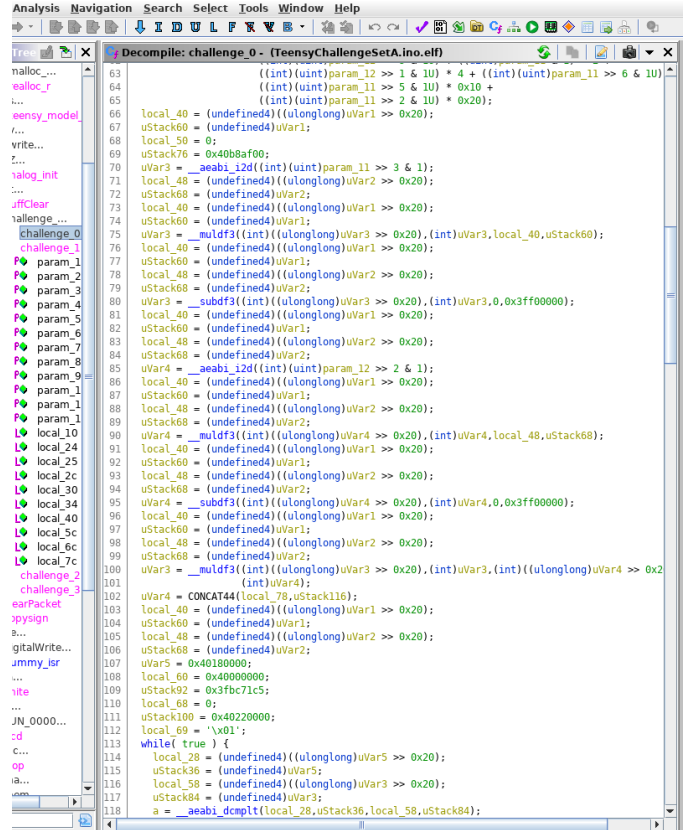 Analysis Navigation Search Select Tools Window Help
I D U L F V B
Tree
malloc_...
realloc_r
s...
teensy_model_
write...
z...
nalog_init
t...
uffClear
hallenge_...
challenge_0
challenge_1
param_1
param_2
param_3
param_4
param_5
param_6
param_7
param_8
param_9
param_1
param_1
param_1
local_10
local_24
local_25
local_2c
local_30
local_34
local_40
local_5c
local_6c
local_7c
challenge_2
challenge_3
earPacket
opysign
e...
igitalWrite...
ummy_isr
nite
UN_0000...
cd
c...
op
a...
Decompile: challenge_0 - (TeensyChallengeSetA.ino.elf)
63 ((int)(uint)param_12 >> 1 & 1U) * 4 + ((int)(uint)param_11 >> 6 & 1U)
64 ((int)(uint)param_11 >> 5 & 1U) * 0x10 +
65 ((int)(uint)param_11 >> 2 & 1U) * 0x20);
66 local_40 = (undefined4)((ulonglong)uVar1 >> 0x20);
67 uStack60 = (undefined4)uVar1;
68 local_50 = 0;
69 uStack76 = 0x40b8af00;
70 uVar3 = __aeabi_i2d((int)(uint)param_11 >> 3 & 1);
71 local_48 = (undefined4)((ulonglong)uVar2 >> 0x20);
72 uStack68 = (undefined4)uVar2;
73 local_40 = (undefined4)((ulonglong)uVar1 >> 0x20);
74 uStack60 = (undefined4)uVar1;
75 uVar3 = __muldf3((int)((ulonglong)uVar3 >> 0x20),(int)uVar3,local_40,uStack60);
76 local_40 = (undefined4)((ulonglong)uVar1 >> 0x20);
77 uStack60 = (undefined4)uVar1;
78 local_48 = (undefined4)((ulonglong)uVar2 >> 0x20);
79 uStack68 = (undefined4)uVar2;
80 uVar3 = __subdf3((int)((ulonglong)uVar3 >> 0x20),(int)uVar3,0,0x3ff00000);
81 local_40 = (undefined4)((ulonglong)uVar1 >> 0x20);
82 uStack60 = (undefined4)uVar1;
83 local_48 = (undefined4)((ulonglong)uVar2 >> 0x20);
84 uStack68 = (undefined4)uVar2;
85 uVar4 = __aeabi_i2d((int)(uint)param_12 >> 2 & 1);
86 local_40 = (undefined4)((ulonglong)uVar1 >> 0x20);
87 uStack60 = (undefined4)uVar1;
88 local_48 = (undefined4)((ulonglong)uVar2 >> 0x20);
89 uStack68 = (undefined4)uVar2;
90 uVar4 = __muldf3((int)((ulonglong)uVar4 >> 0x20),(int)uVar4,local_48,uStack68);
91 local_40 = (undefined4)((ulonglong)uVar1 >> 0x20);
92 uStack60 = (undefined4)uVar1;
93 local_48 = (undefined4)((ulonglong)uVar2 >> 0x20);
94 uStack68 = (undefined4)uVar2;
95 uVar4 = __subdf3((int)((ulonglong)uVar4 >> 0x20),(int)uVar4,0,0x3ff00000);
96 local_40 = (undefined4)((ulonglong)uVar1 >> 0x20);
97 uStack60 = (undefined4)uVar1;
98 local_48 = (undefined4)((ulonglong)uVar2 >> 0x20);
99 uStack68 = (undefined4)uVar2;
100 uVar3 = __muldf3((int)((ulonglong)uVar3 >> 0x20),(int)uVar3,(int)((ulonglong)uVar4 >> 0x2
101 (int)uVar4);
102 uVar4 = CONCAT44(local_78,uStack116);
103 local_40 = (undefined4)((ulonglong)uVar1 >> 0x20);
104 uStack60 = (undefined4)uVar1;
105 local_48 = (undefined4)((ulonglong)uVar2 >> 0x20);
106 uStack68 = (undefined4)uVar2;
107 uVar5 = 0x40180000;
108 local_60 = 0x40000000;
109 uStack92 = 0x3fbc71c5;
110 local_68 = 0;
111 uStack100 = 0x40220000;
112 local_69 = '\x01';
113 while( true ) {
114 local_28 = (undefined4)((ulonglong)uVar5 >> 0x20);
115 uStack36 = (undefined4)uVar5;
116 local_58 = (undefined4)((ulonglong)uVar3 >> 0x20);
117 uStack84 = (undefined4)uVar3;
118 a = __aeabi_dcmplt(local_28,uStack36,local_58,uStack84);